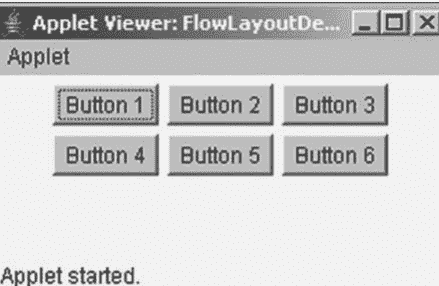 Applet Viewer: FlowLayoutDe...
Applet
Button 1 Button 2 Button 3
Button 4 Button 5 Button 6
Applet started.